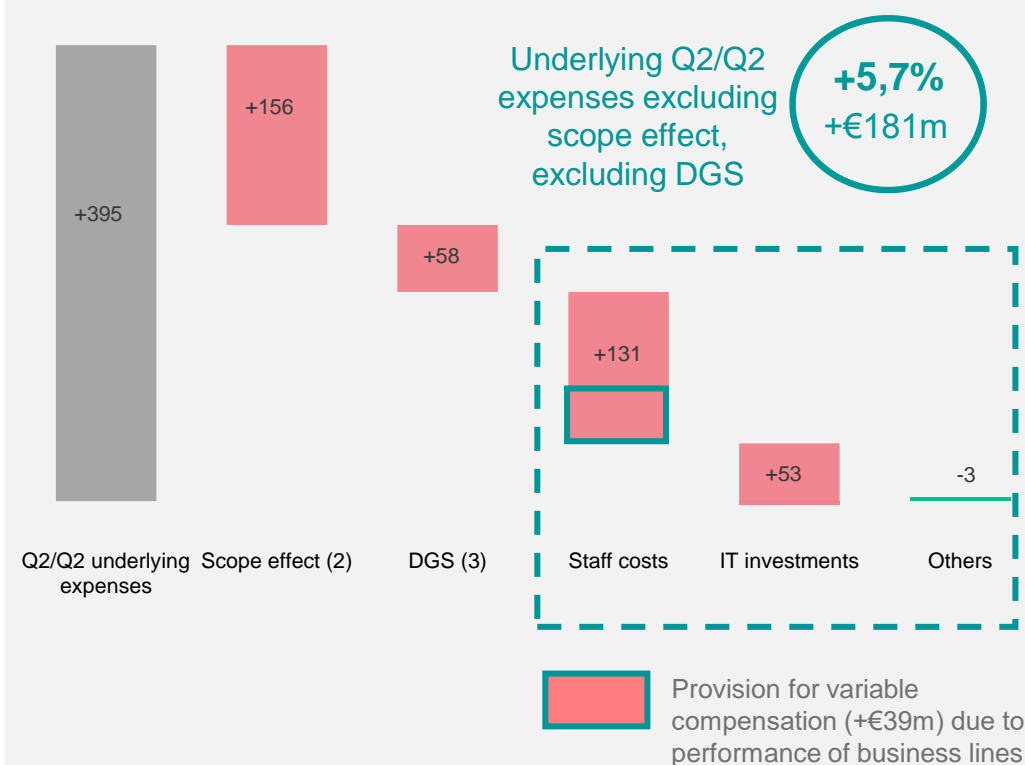 Underlying Q2/Q2
expenses excluding
scope effect,
excluding DGS
+5,7%
+€181m
+156
+395
+58
+131
+53
-3
Q2/Q2 underlying
expenses
Scope effect (2)
DGS (3)
Staff costs
IT investments
Others
Provision for variable
compensation (+€39m) due to
performance of business lines